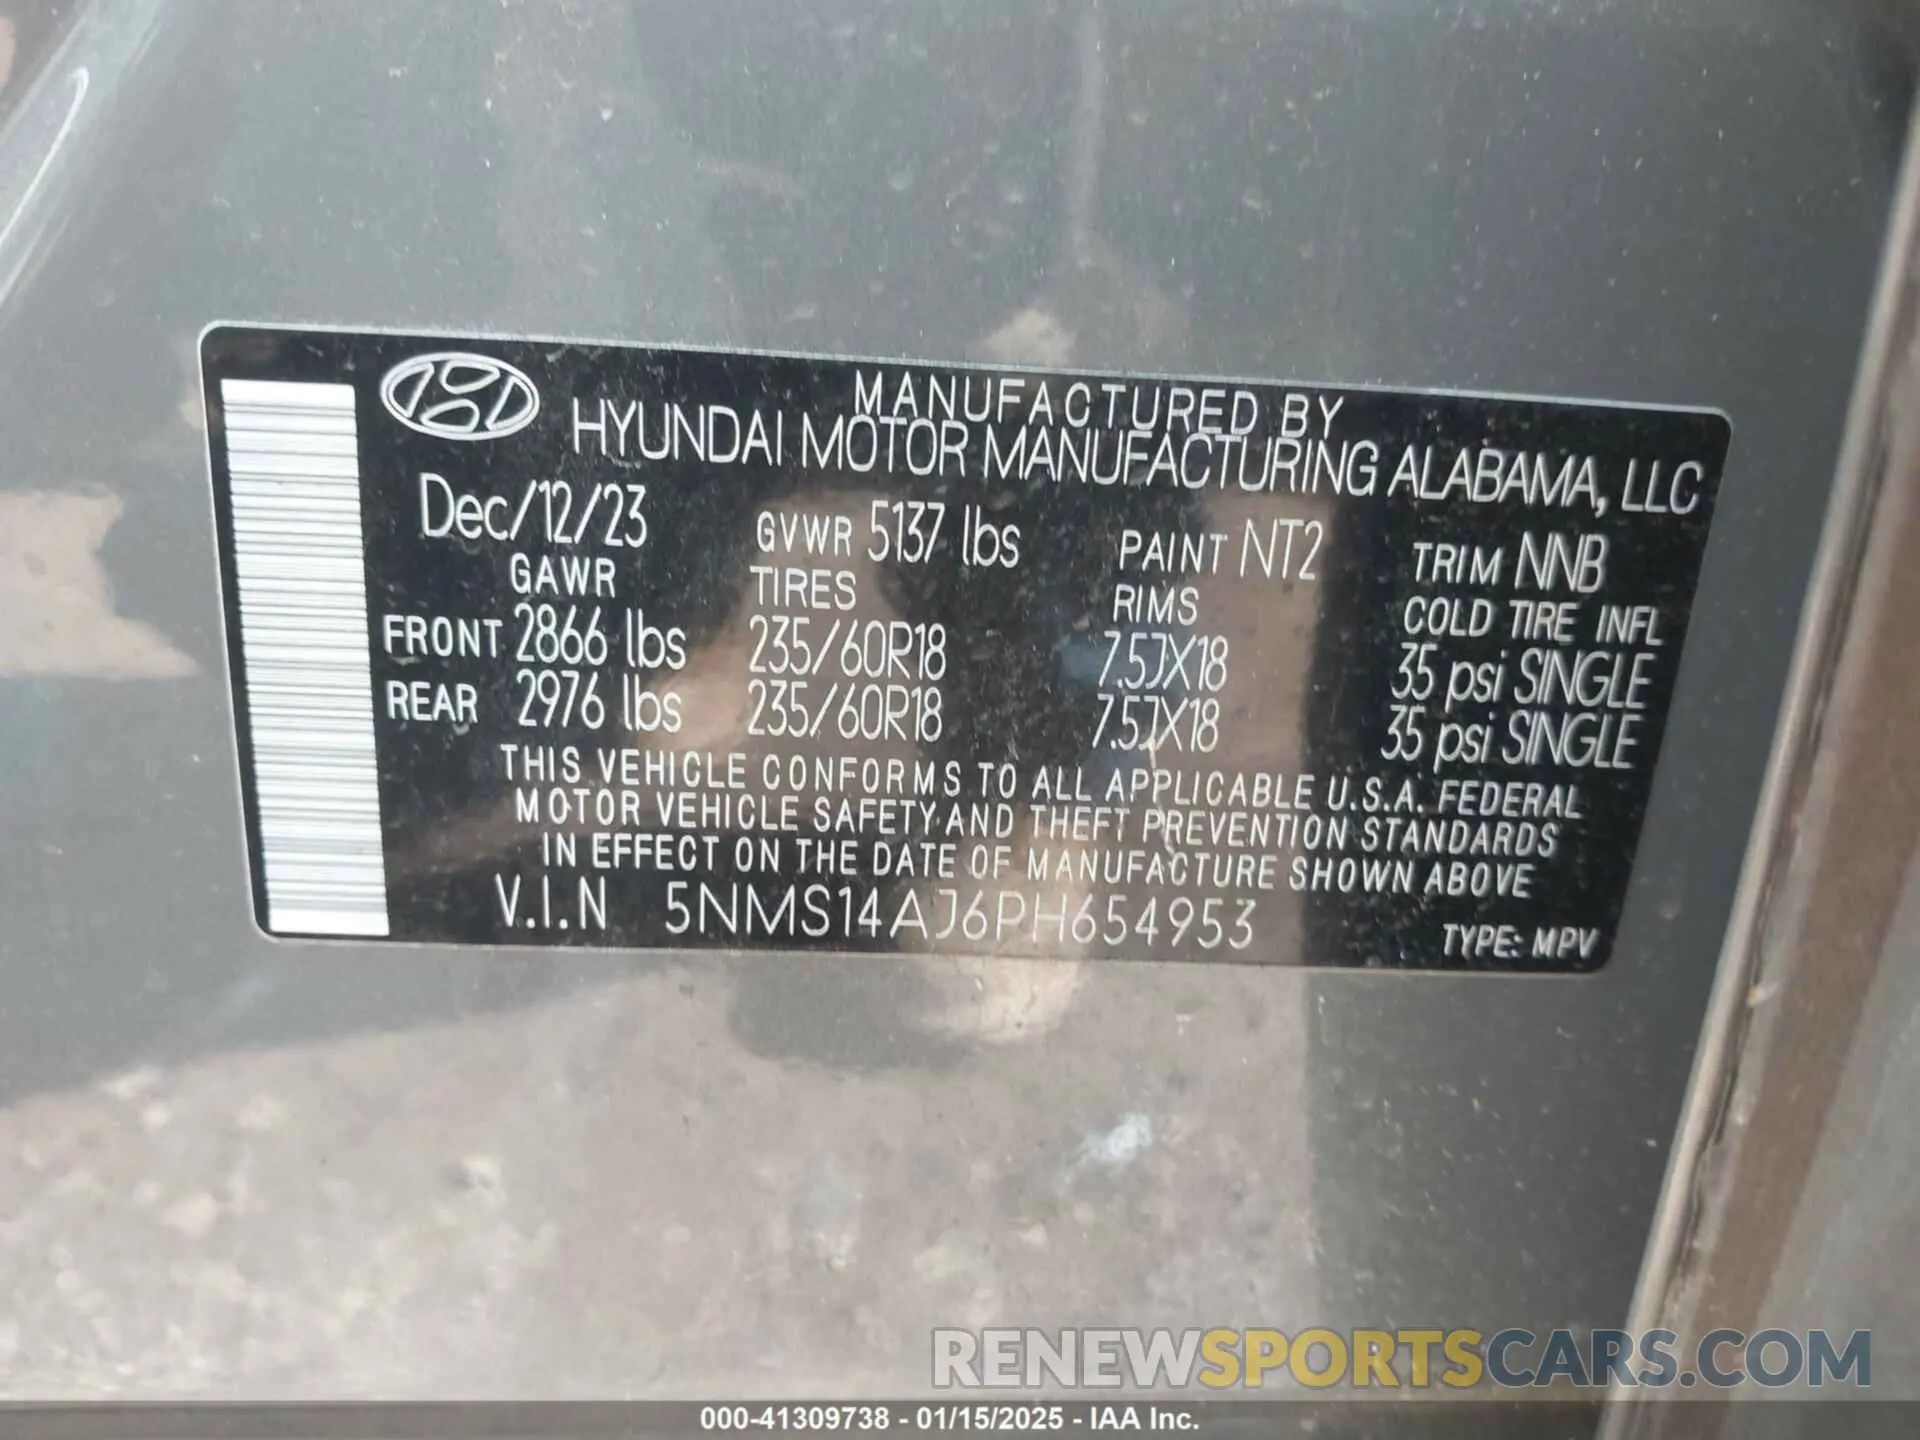 MANUFACTURED BY
HYUNDAI MOTOR MANUFACTURING ALABAMA, LLC
Dec/12/23 GVWR 5137 lbs PAINT NT2 TRIM NNB
GAWR TIRES RIMS COLD TIRE INFL
FRONT 2866 lbs 235/60R18 7.5JX18 35 psi SINGLE
REAR 2976 lbs 235/60R18 7.5JX18 35 psi SINGLE
THIS VEHICLE CONFORMS TO ALL APPLICABLE U.S.A. FEDERAL
MOTOR VEHICLE SAFETY AND THEFT PREVENTION STANDARDS
IN EFFECT ON THE DATE OF MANUFACTURE SHOWN ABOVE
V.I.N 5NMS14AJ6PH654953 TYPE: MPV
RENEWSPORTSCARS.COM
000-41309738 - 01/15/2025 - IAA Inc.